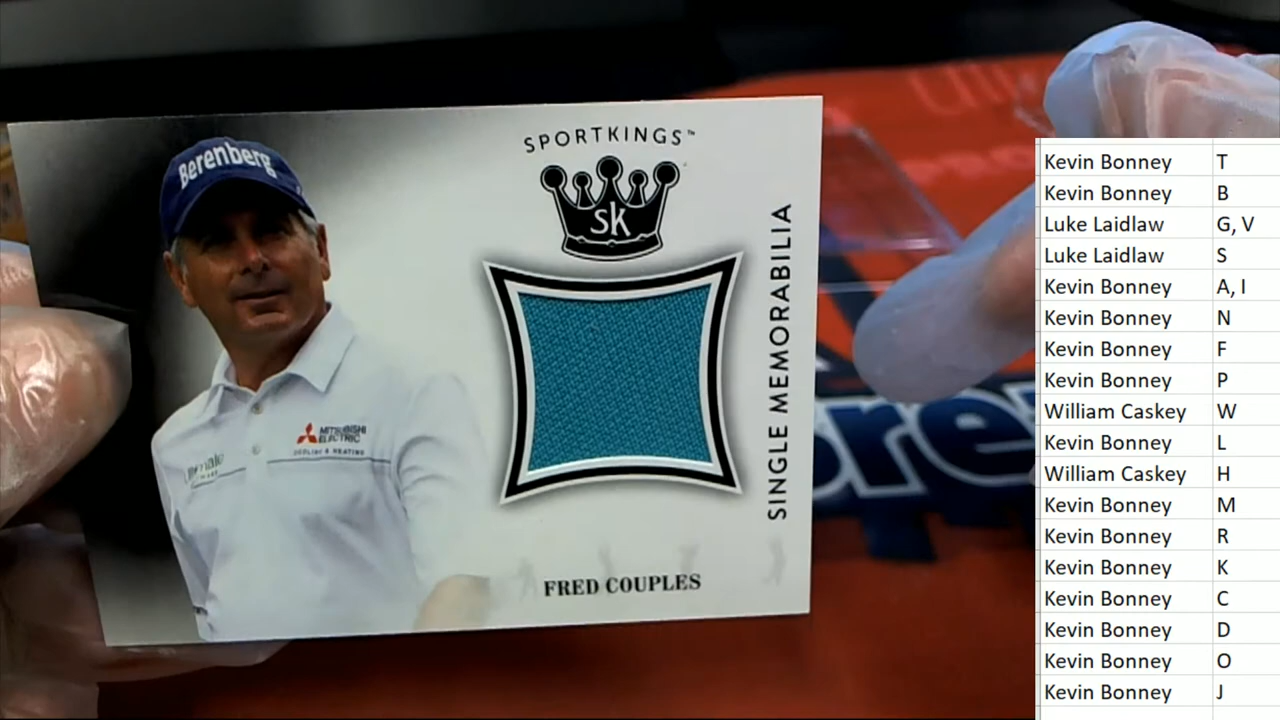 Berenberg
SPORTKINGS™
sk
SINGLE MEMORABILIA
MITSUBISHI
ELECTRIC
COOLING & HEATING
FRED COUPLES
Kevin Bonney T
Kevin Bonney B
Luke Laidlaw G, V
Luke Laidlaw S
Kevin Bonney A, I
Kevin Bonney N
Kevin Bonney F
Kevin Bonney P
William Caskey W
Kevin Bonney L
William Caskey H
Kevin Bonney M
Kevin Bonney R
Kevin Bonney K
Kevin Bonney C
Kevin Bonney D
Kevin Bonney O
Kevin Bonney J